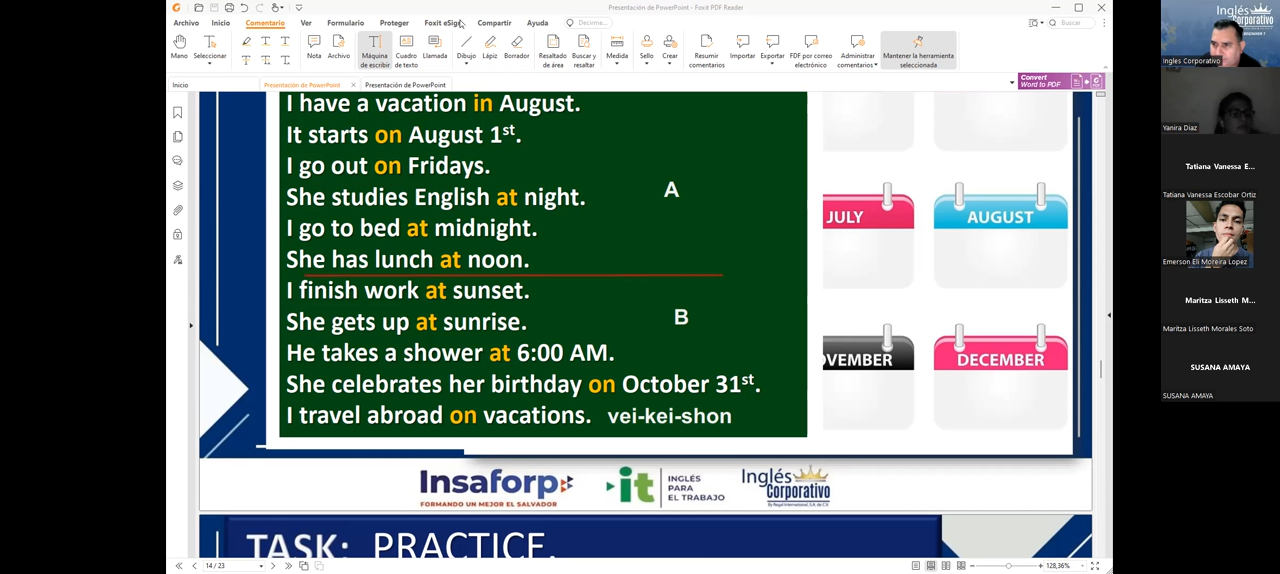 Presentación de PowerPoint - Foxit PDF Reader
Archivo Inicio Comentario Ver Formulario Proteger Foxit eSign Compartir Ayuda Decirme... Buscar
Mano Seleccionar Nota Archivo Máquina de escribir Cuadro de texto Llamada Dibujo Lápiz Borrador Resaltado de área Buscar y resaltar Medida Sello Crear Resumir comentarios Importar Exportar PDF por correo electrónico Administrar comentarios Mantener la herramienta seleccionada
Inicio Presentación de PowerPoint Presentación de PowerPoint
Convert Word to PDF
I have a vacation in August.
It starts on August 1st.
I go out on Fridays.
She studies English at night. A
I go to bed at midnight.
She has lunch at noon.
I finish work at sunset.
She gets up at sunrise. B
He takes a shower at 6:00 AM.
She celebrates her birthday on October 31st.
I travel abroad on vacations. vei-kei-shon
JULY AUGUST
OVEMBER DECEMBER
Insaforp
FORMANDO UN MEJOR EL SALVADOR
it INGLÉS PARA EL TRABAJO
Inglés Corporativo
TASK: PRACTICE.
14 / 23
128,36%
Inglés Corporativo
Ingles Corporativo
Yanira Diaz
Tatiana Vanessa E...
Tatiana Vanessa Escobar Ortiz
Emerson Eli Moreira Lopez
Maritza Lisseth M...
Maritza Lisseth Morales Soto
SUSANA AMAYA
SUSANA AMAYA